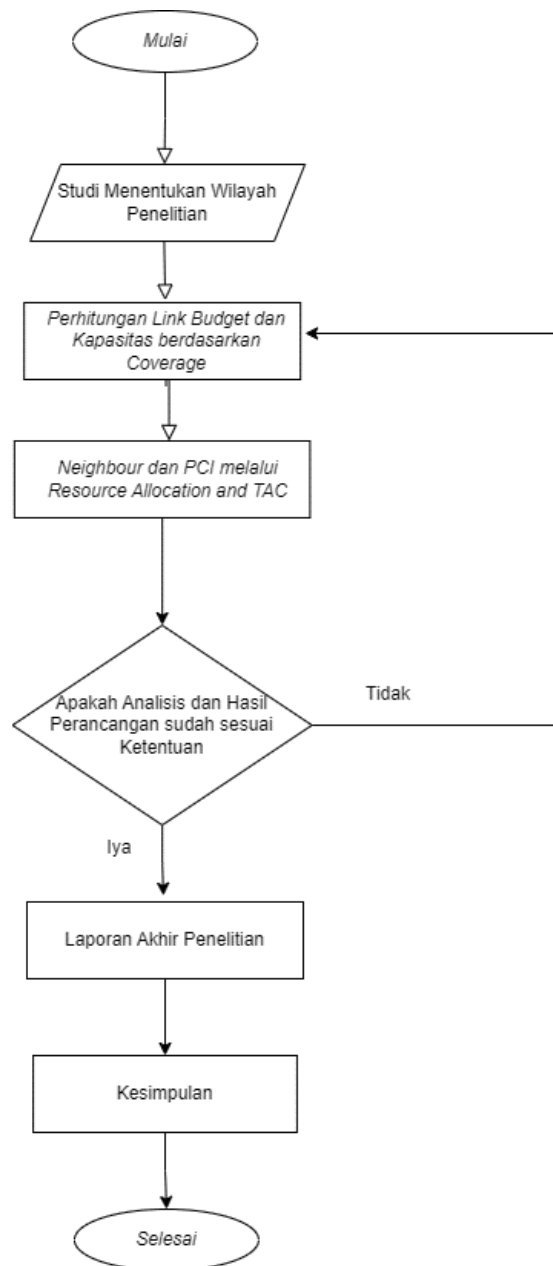 Mulai
Studi Menentukan Wilayah
Penelitian
Perhitungan Link Budget dan
Kapasitas berdasarkan
Coverage
Neighbour dan PCI melalui
Resource Allocation and TAC
Apakah Analisis dan Hasil
Perancangan sudah sesuai
Ketentuan
Tidak
Iya
Laporan Akhir Penelitian
Kesimpulan
Selesai